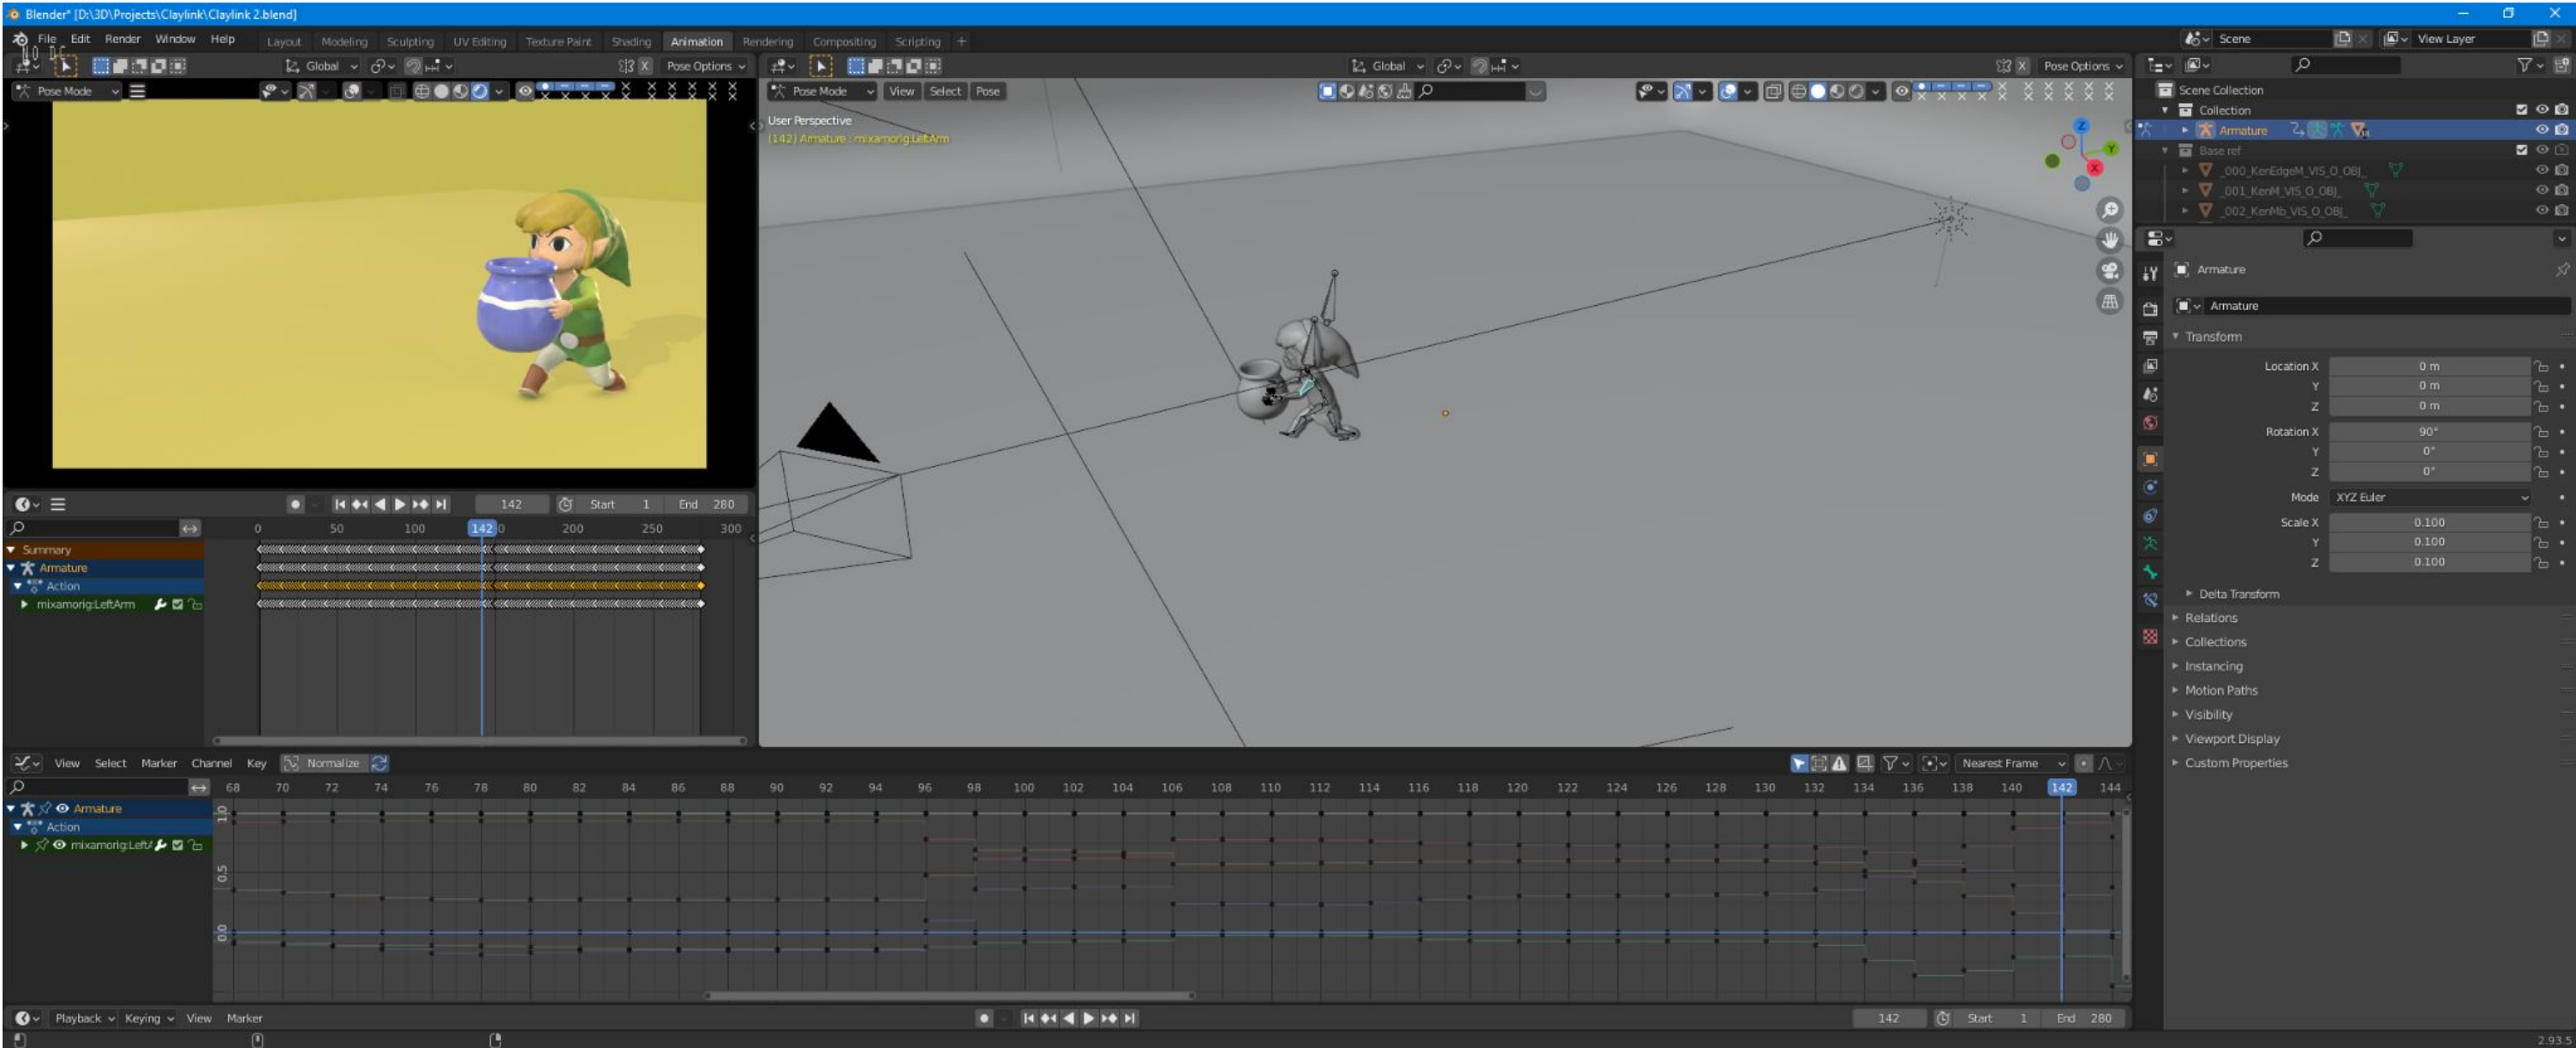 Blender* [D:\3D\Projects\Claylink\Claylink 2.blend]
File Edit Render Window Help Layout Modeling Sculpting UV Editing Texture Paint Shading Animation Rendering Compositing Scripting + Scene View Layer
Global Pose Options Global Pose Options
Pose Mode Pose Mode View Select Pose
User Perspective
(142) Armature : mixamorig:LeftArm
Z
Y
X
Scene Collection
Collection
Armature
Base ref
_000_KenEdgeM_VIS_O_OBJ_
_001_KenM_VIS_O_OBJ_
_002_KenMb_VIS_O_OBJ_
Armature
Armature
Transform
Location X 0 m
Y 0 m
Z 0 m
Rotation X 90°
Y 0°
Z 0°
Mode XYZ Euler
Scale X 0.100
Y 0.100
Z 0.100
Delta Transform
Relations
Collections
Instancing
Motion Paths
Visibility
Viewport Display
Custom Properties
142 Start 1 End 280
0 50 100 142 200 250 300
Summary
Armature
Action
mixamorig:LeftArm
View Select Marker Channel Key Normalize Nearest Frame
68 70 72 74 76 78 80 82 84 86 88 90 92 94 96 98 100 102 104 106 108 110 112 114 116 118 120 122 124 126 128 130 132 134 136 138 140 142 144
Armature
Action
mixamorig:Left
1.0
0.5
0.0
Playback Keying View Marker 142 Start 1 End 280
2.93.5